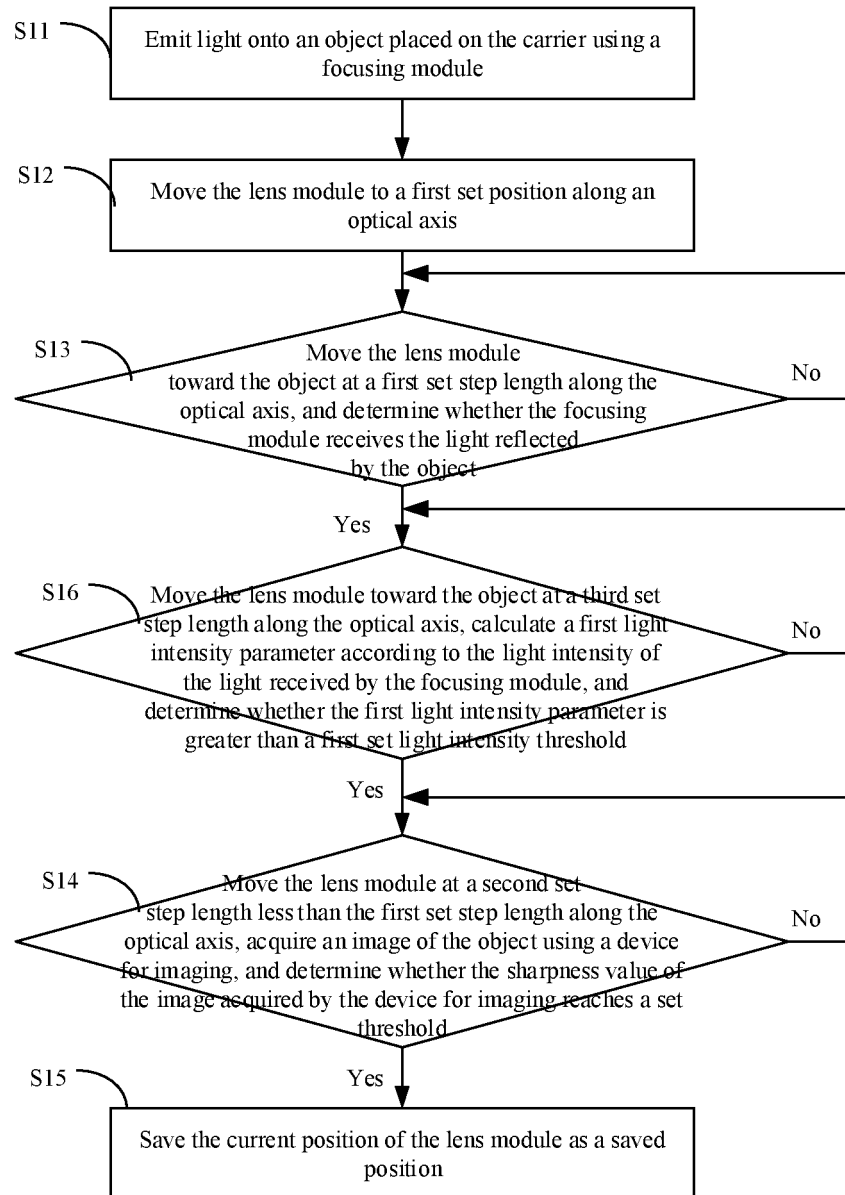 S11
Emit light onto an object placed on the carrier using a
focusing module
S12
Move the lens module to a first set position along an
optical axis
S13
Move the lens module
toward the object at a first set step length along the
optical axis, and determine whether the focusing
module receives the light reflected
by the object
No
Yes
S16
Move the lens module toward the object at a third set
step length along the optical axis, calculate a first light
intensity parameter according to the light intensity of
the light received by the focusing module, and
determine whether the first light intensity parameter is
greater than a first set light intensity threshold
No
Yes
S14
Move the lens module at a second set
step length less than the first set step length along the
optical axis, acquire an image of the object using a device
for imaging, and determine whether the sharpness value of
the image acquired by the device for imaging reaches a set
threshold
No
Yes
S15
Save the current position of the lens module as a saved
position